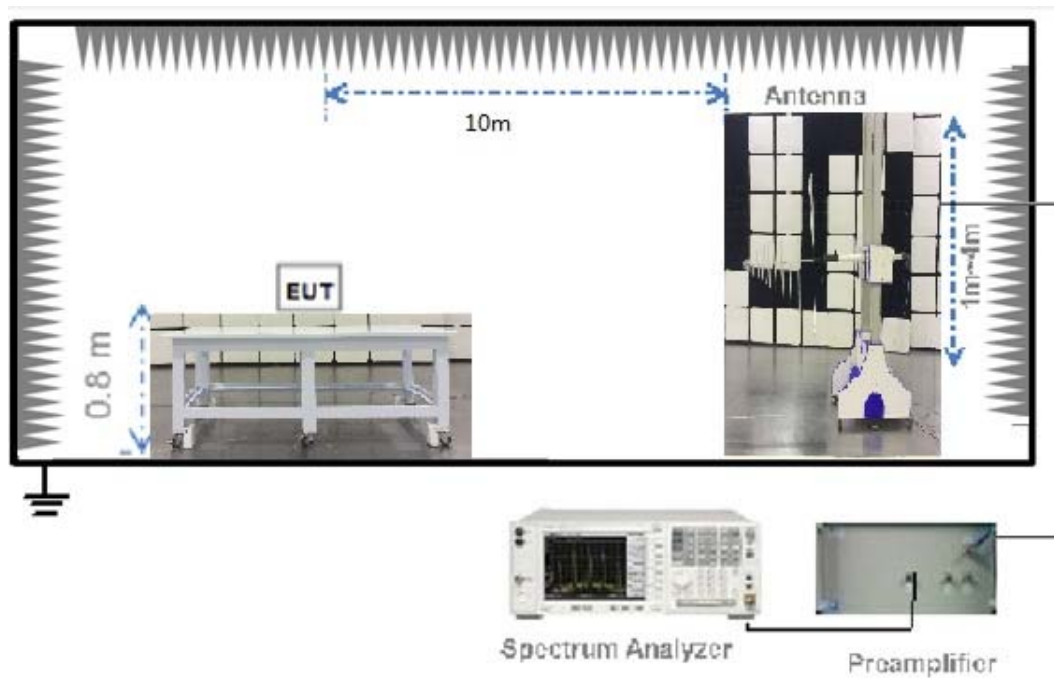 Antenna
10m
1m-4m
EUT
0.8 m
Spectrum Analyzer
Preamplifier